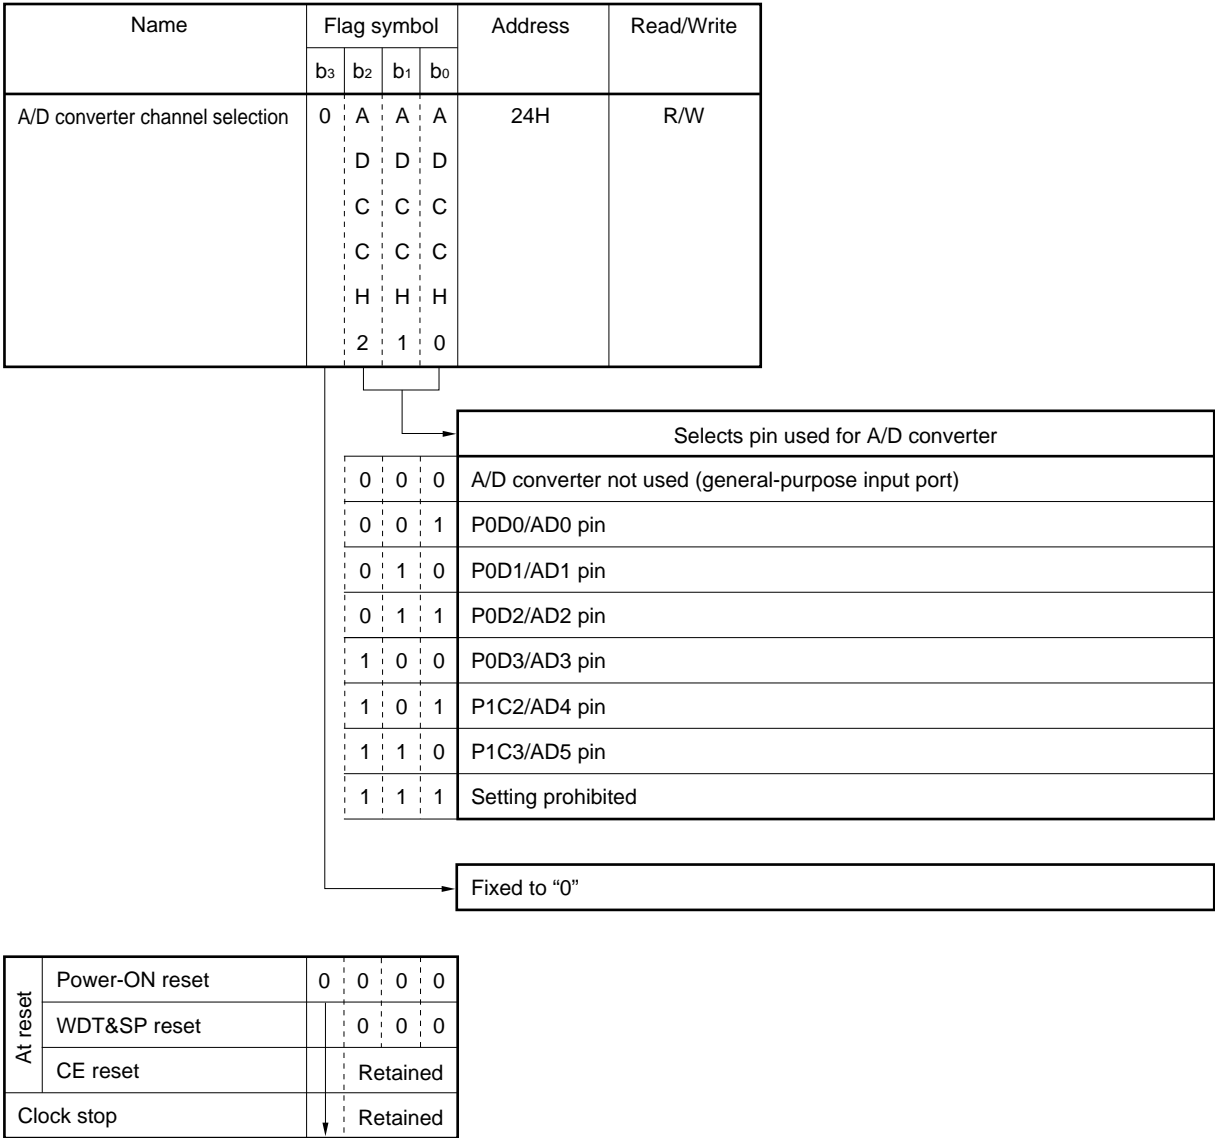 Name Flag symbol Address Read/Write
b3 b2 b1 b0
A/D converter channel selection 0 A A A 24H R/W
D D D
C C C
C C C
H H H
2 1 0
Selects pin used for A/D converter
0 0 0 A/D converter not used (general-purpose input port)
0 0 1 P0D0/AD0 pin
0 1 0 P0D1/AD1 pin
0 1 1 P0D2/AD2 pin
1 0 0 P0D3/AD3 pin
1 0 1 P1C2/AD4 pin
1 1 0 P1C3/AD5 pin
1 1 1 Setting prohibited
Fixed to “0”
At reset
Power-ON reset 0 0 0 0
WDT&SP reset 0 0 0
CE reset Retained
Clock stop Retained